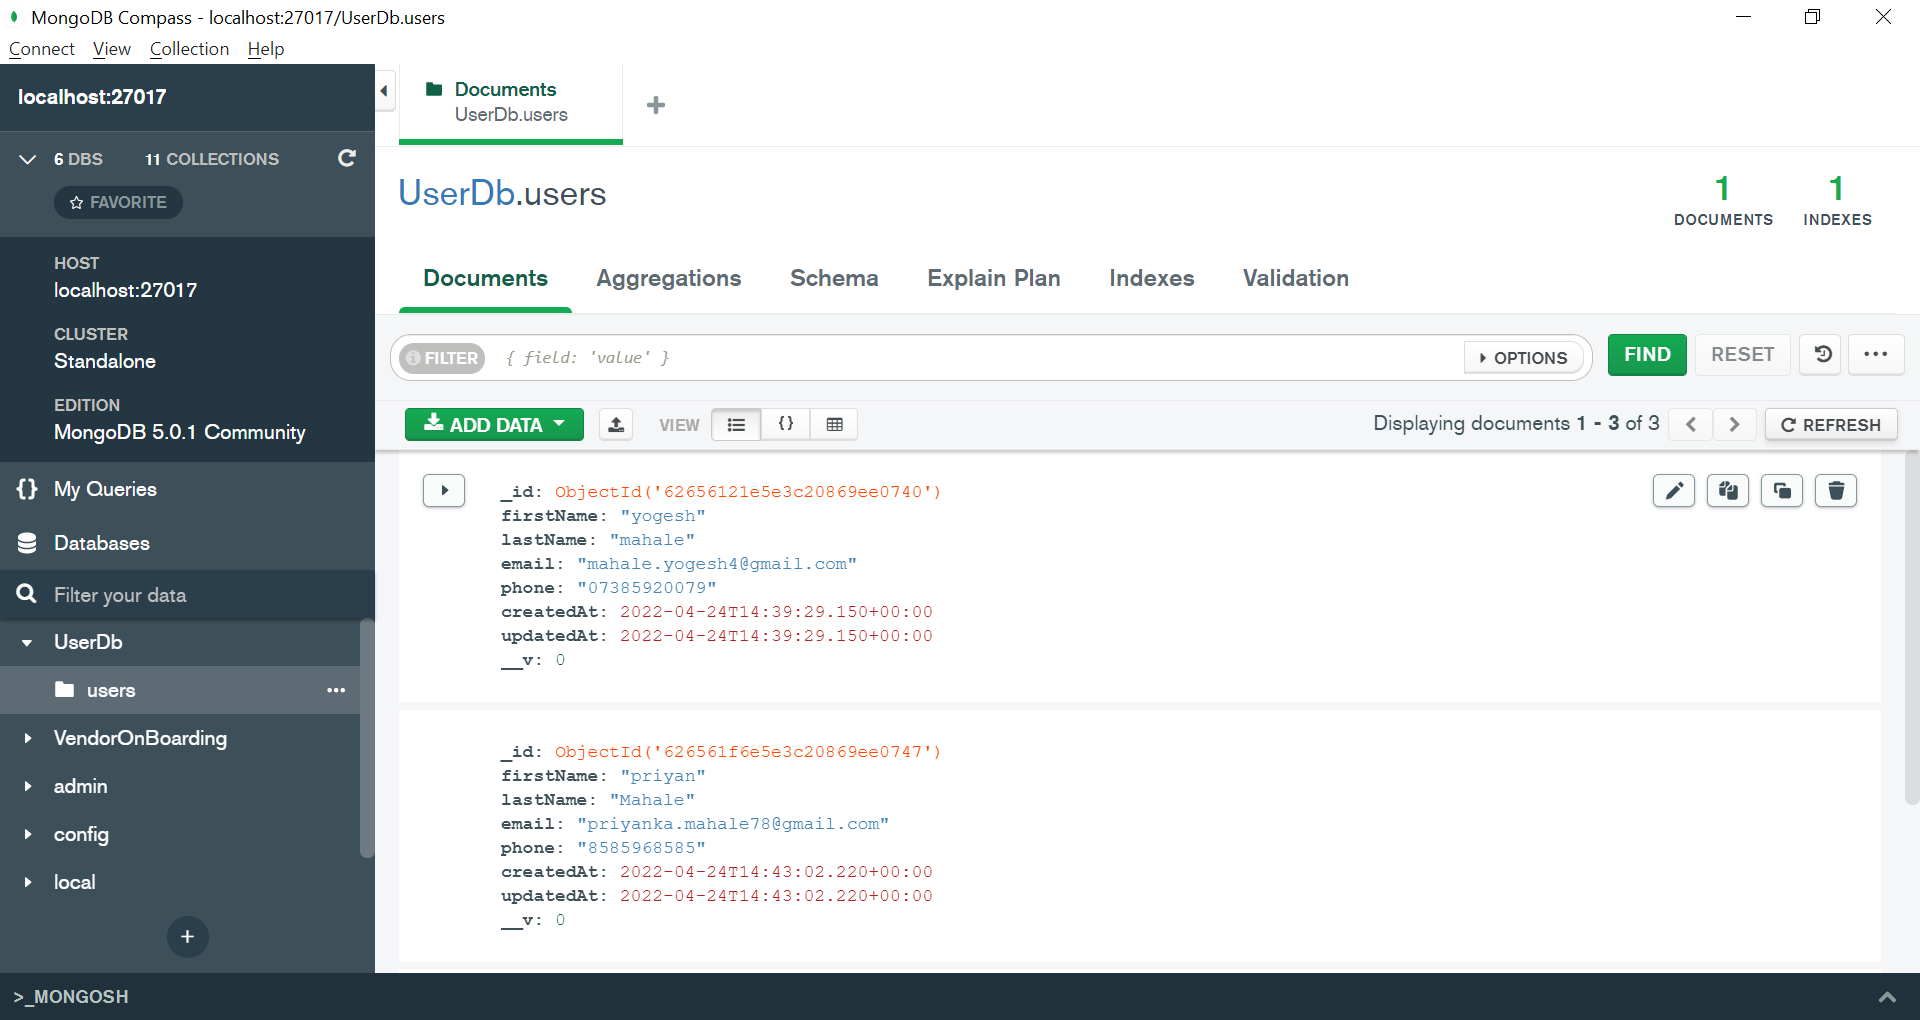 MongoDB Compass - localhost:27017/UserDb.users
Connect View Collection Help
localhost:27017
6 DBS 11 COLLECTIONS
FAVORITE
HOST
localhost:27017
CLUSTER
Standalone
EDITION
MongoDB 5.0.1 Community
{} My Queries
Databases
Filter your data
UserDb
users
VendorOnBoarding
admin
config
local
+
>_MONGOSH
Documents
UserDb.users
+
UserDb.users
1 DOCUMENTS
1 INDEXES
Documents Aggregations Schema Explain Plan Indexes Validation
FILTER { field: 'value' } OPTIONS FIND RESET
ADD DATA VIEW {} Displaying documents 1 - 3 of 3 REFRESH
_id: ObjectId('62656121e5e3c20869ee0740')
firstName: "yogesh"
lastName: "mahale"
email: "mahale.yogesh4@gmail.com"
phone: "07385920079"
createdAt: 2022-04-24T14:39:29.150+00:00
updatedAt: 2022-04-24T14:39:29.150+00:00
__v: 0
_id: ObjectId('626561f6e5e3c20869ee0747')
firstName: "priyan"
lastName: "Mahale"
email: "priyanka.mahale78@gmail.com"
phone: "8585968585"
createdAt: 2022-04-24T14:43:02.220+00:00
updatedAt: 2022-04-24T14:43:02.220+00:00
__v: 0